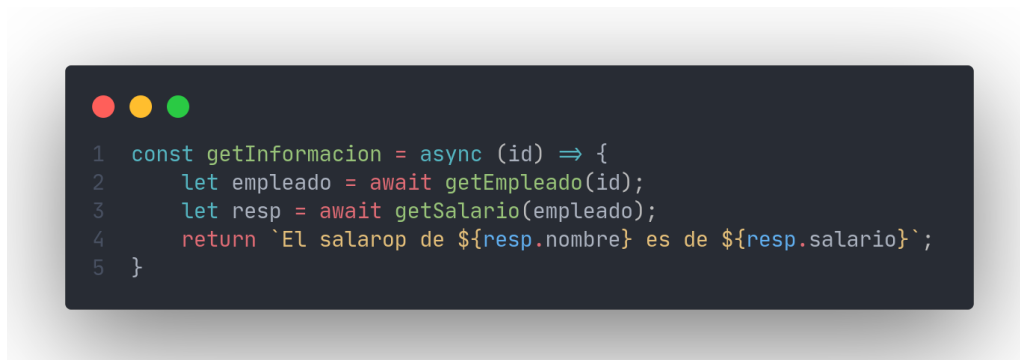 1 const getInformacion = async (id) => {
2 let empleado = await getEmpleado(id);
3 let resp = await getSalario(empleado);
4 return `El salarop de ${resp.nombre} es de ${resp.salario}`;
5 }